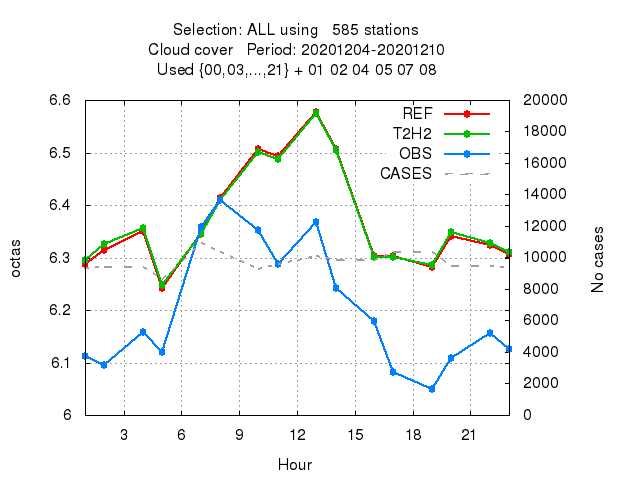 Selection: ALL using 585 stations
Cloud cover Period: 20201204-20201210
Used {00,03,...,21} + 01 02 04 05 07 08
REF
T2H2
OBS
CASES
6.6
6.5
6.4
6.3
6.2
6.1
6
octas
20000
18000
16000
14000
12000
10000
8000
6000
4000
2000
0
No cases
3 6 9 12 15 18 21
Hour